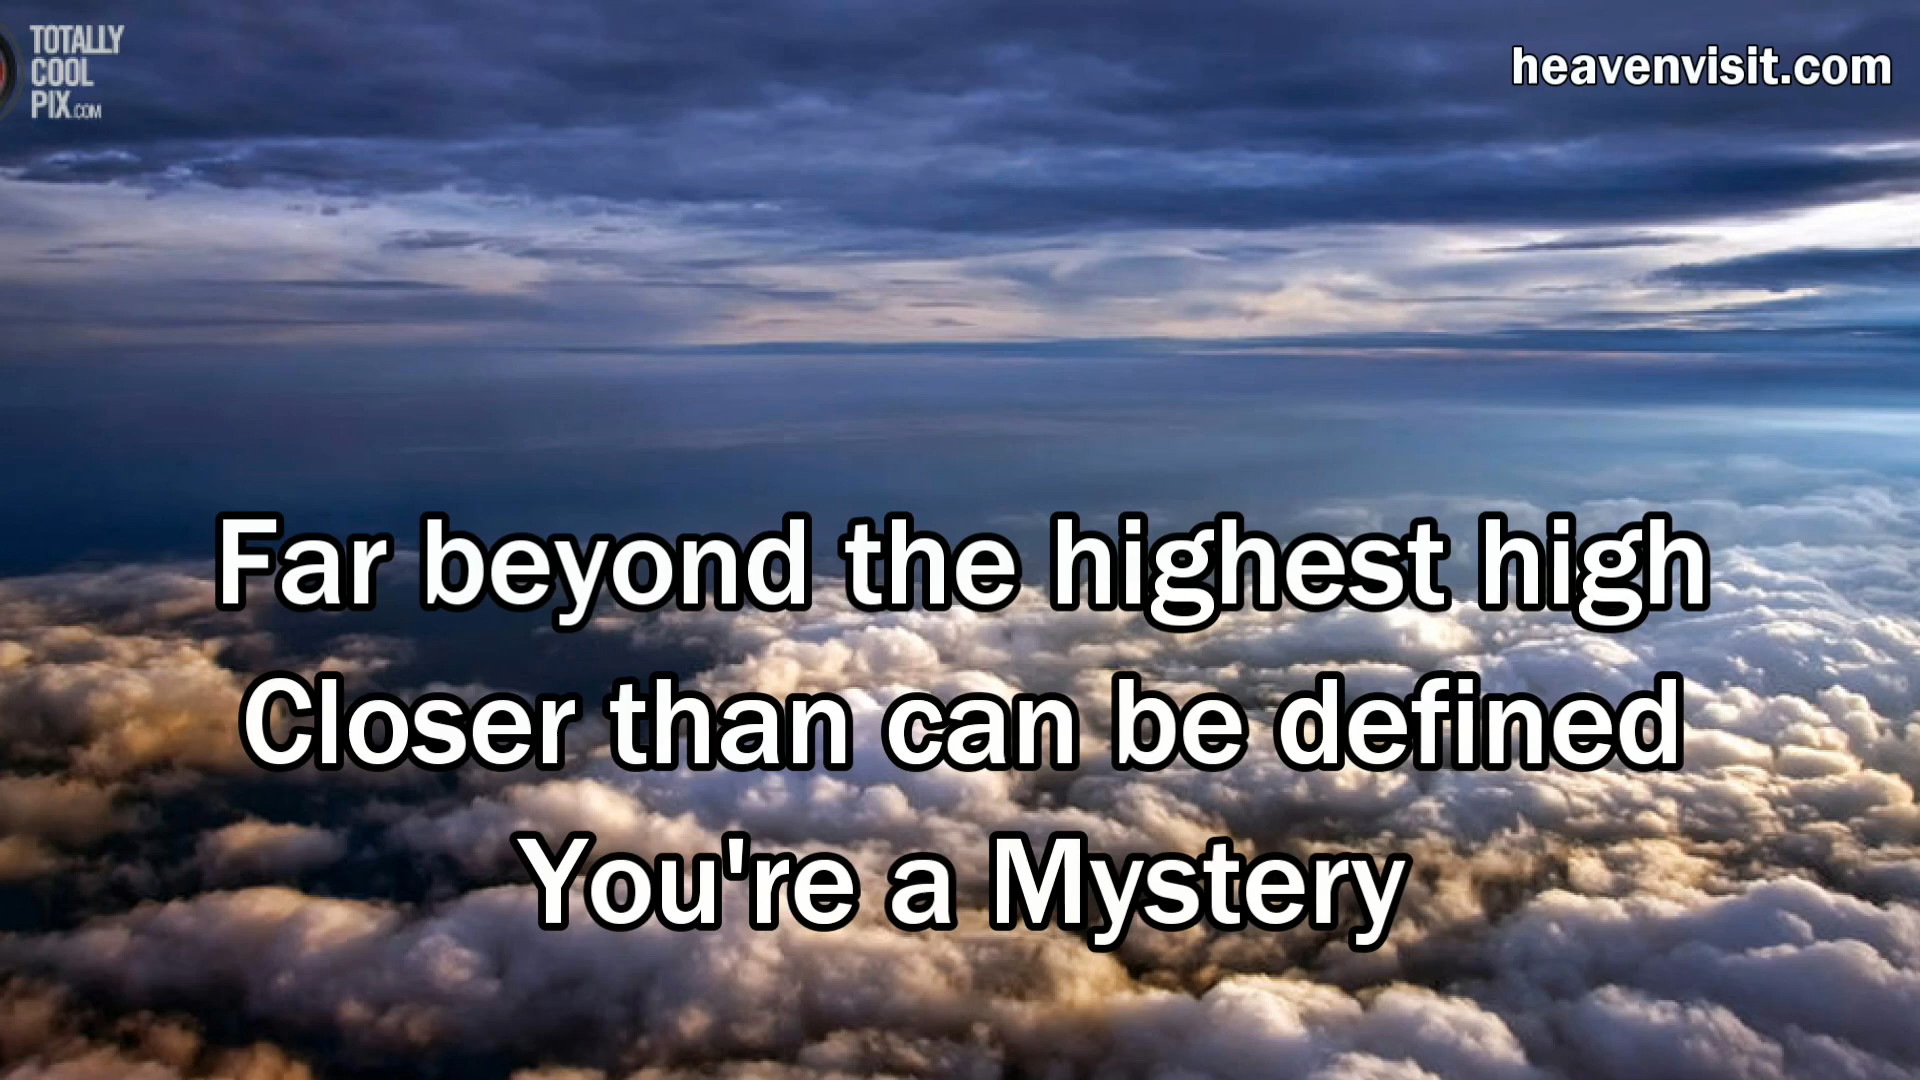 TOTALLY
COOL
PIX.COM
heavenvisit.com
Far beyond the highest high
Closer than can be defined
You're a Mystery